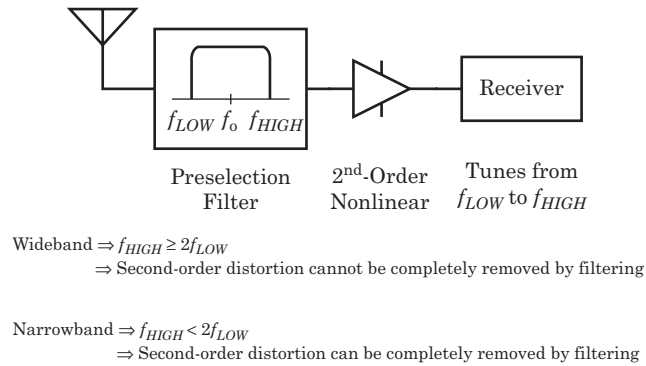 f_LOW f_o f_HIGH
Receiver
Preselection
Filter
2nd-Order
Nonlinear
Tunes from
f_LOW to f_HIGH
Wideband ⇒ f_HIGH ≥ 2f_LOW
⇒ Second-order distortion cannot be completely removed by filtering
Narrowband ⇒ f_HIGH < 2f_LOW
⇒ Second-order distortion can be completely removed by filtering